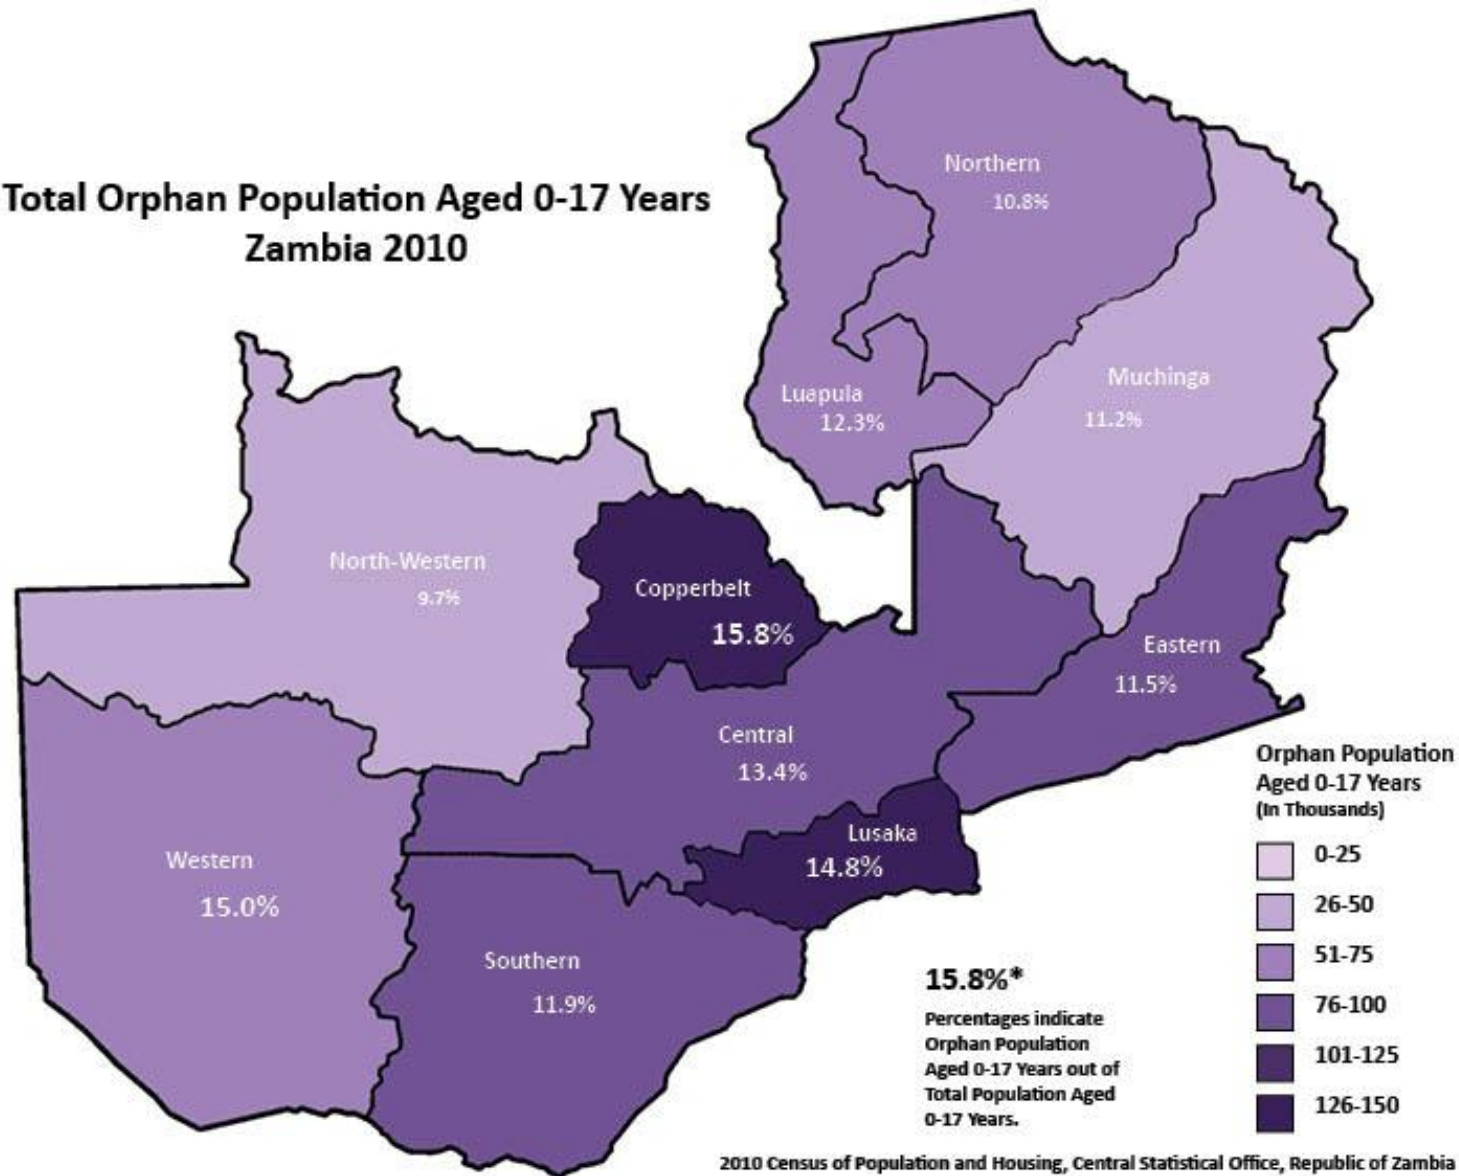 Total Orphan Population Aged 0-17 Years
Zambia 2010
Northern
10.8%
Luapula
12.3%
Muchinga
11.2%
North-Western
9.7%
Copperbelt
15.8%
Eastern
11.5%
Central
13.4%
Lusaka
14.8%
Western
15.0%
Southern
11.9%
Orphan Population
Aged 0-17 Years
(In Thousands)
0-25
26-50
51-75
76-100
101-125
126-150
15.8%*
Percentages indicate
Orphan Population
Aged 0-17 Years out of
Total Population Aged
0-17 Years.
2010 Census of Population and Housing, Central Statistical Office, Republic of Zambia